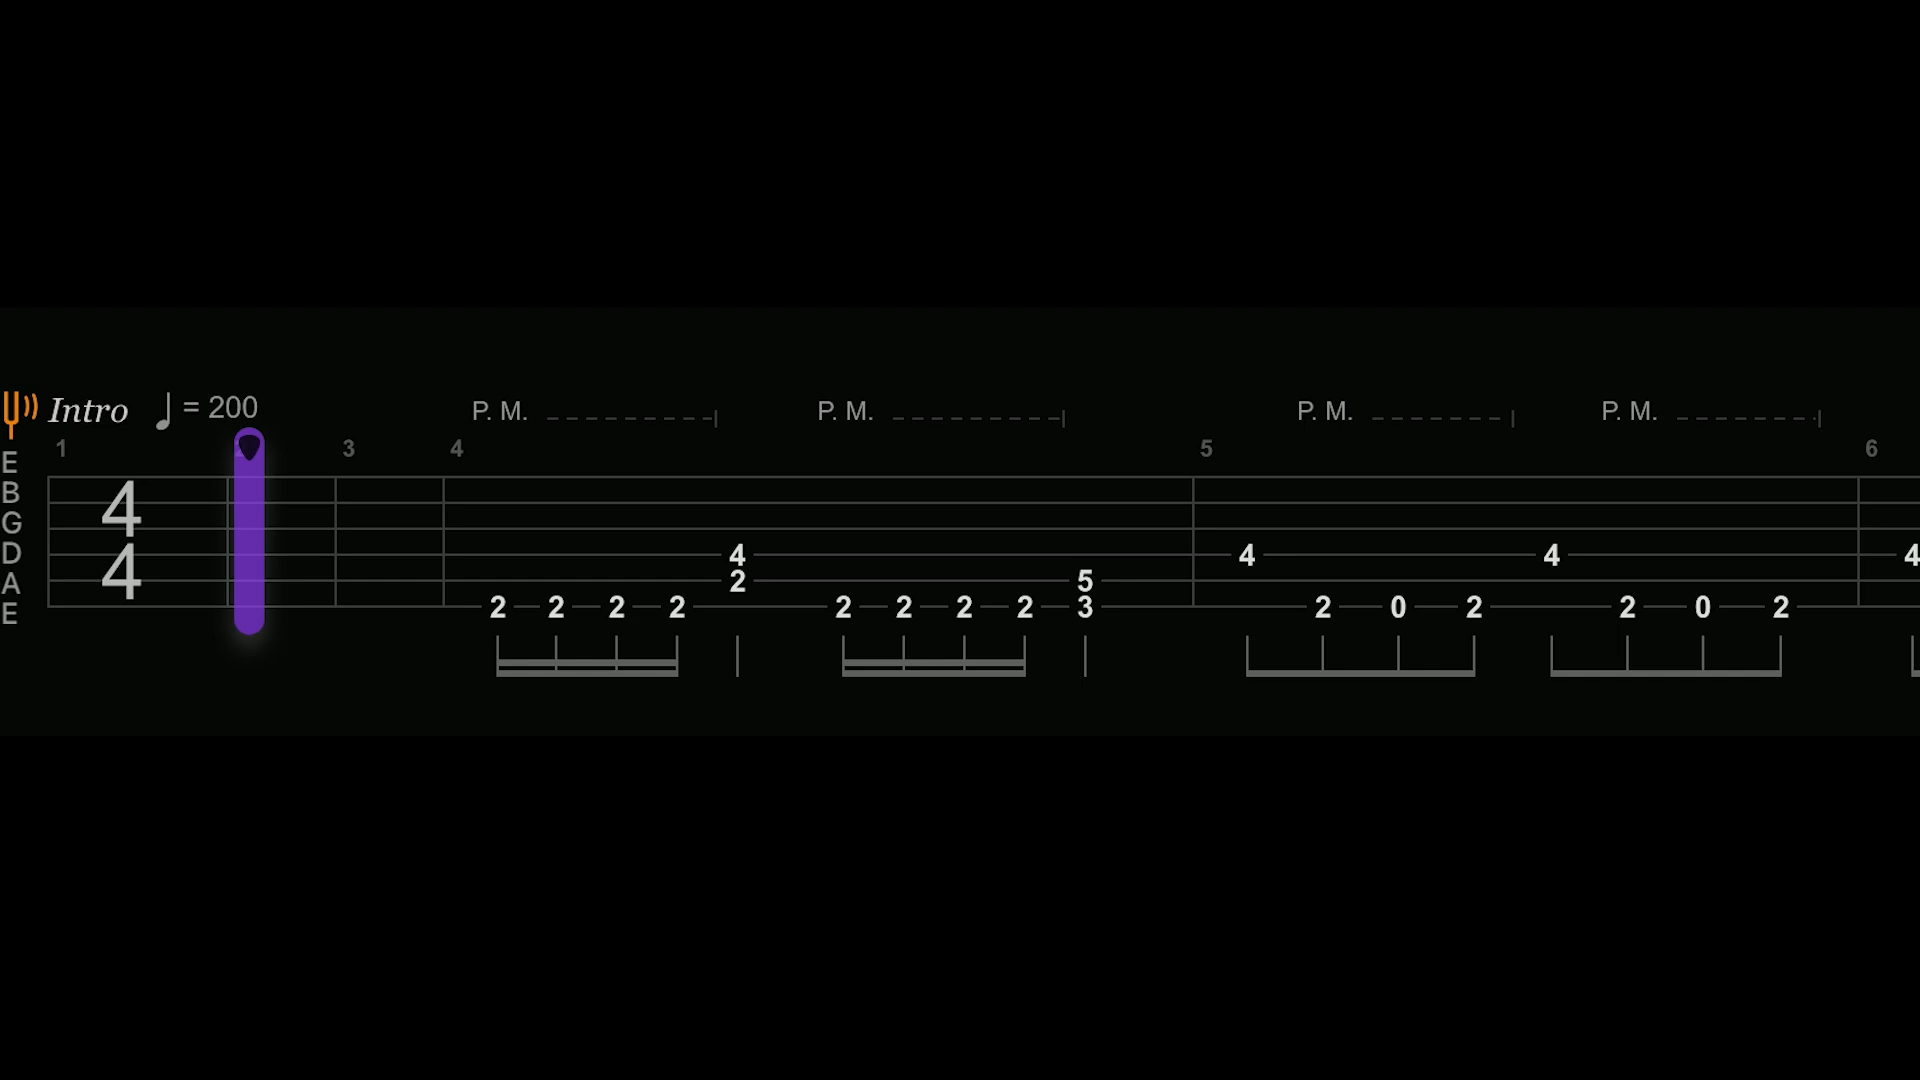 Intro ♩ = 200 P. M. P. M. P. M. P. M.
1 3 4 5 6
E
B
G
D 4 4 4 4
A 2 5
E 2 2 2 2 2 2 2 2 3 2 0 2 2 0 2
4
4